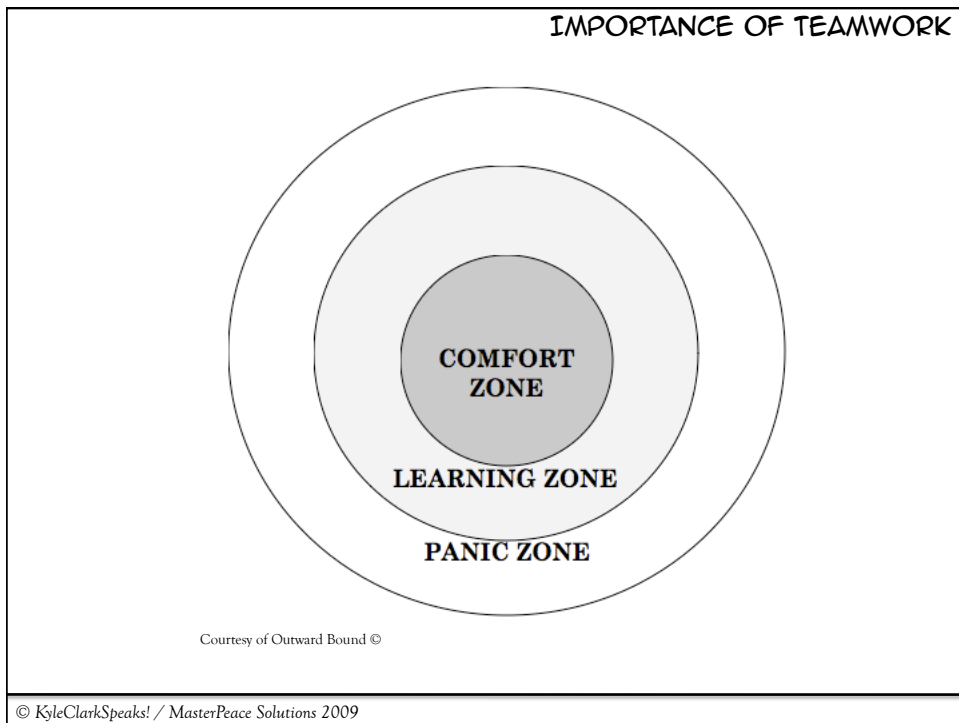 IMPORTANCE OF TEAMWORK
COMFORT
ZONE
LEARNING ZONE
PANIC ZONE
Courtesy of Outward Bound ©
© KyleClarkSpeaks! / MasterPeace Solutions 2009